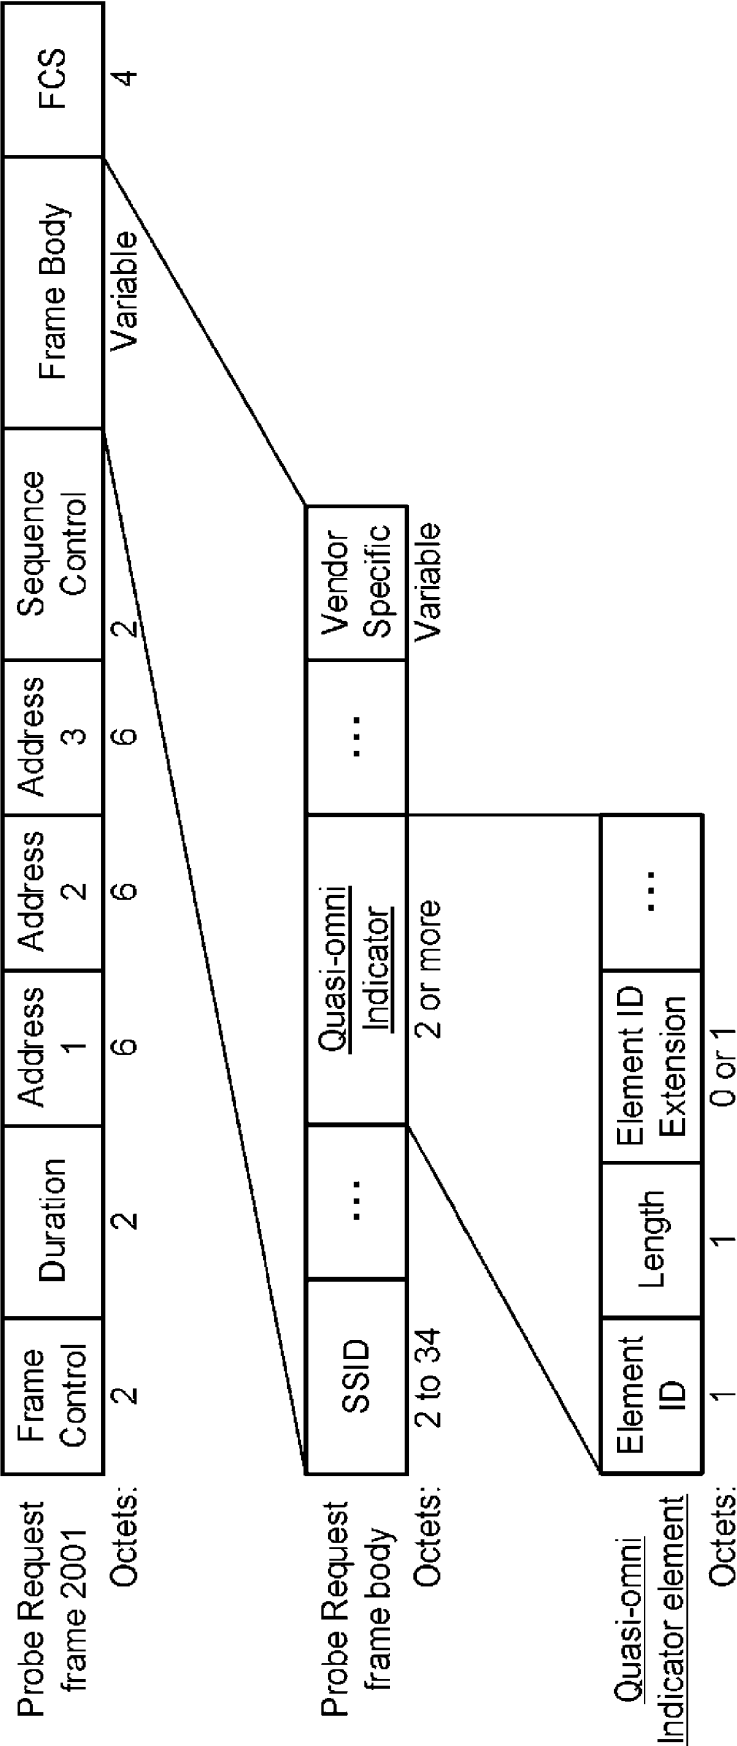 Probe Request
frame 2001
Frame
Control
Duration
Address
1
Address
2
Address
3
Sequence
Control
Frame Body
FCS
Octets:
2
2
6
6
6
2
Variable
4
Probe Request
frame body
SSID
...
Quasi-omni
Indicator
...
Vendor
Specific
Octets:
2 to 34
2 or more
Variable
Quasi-omni
Indicator element
Element
ID
Length
Element ID
Extension
...
Octets:
1
1
0 or 1